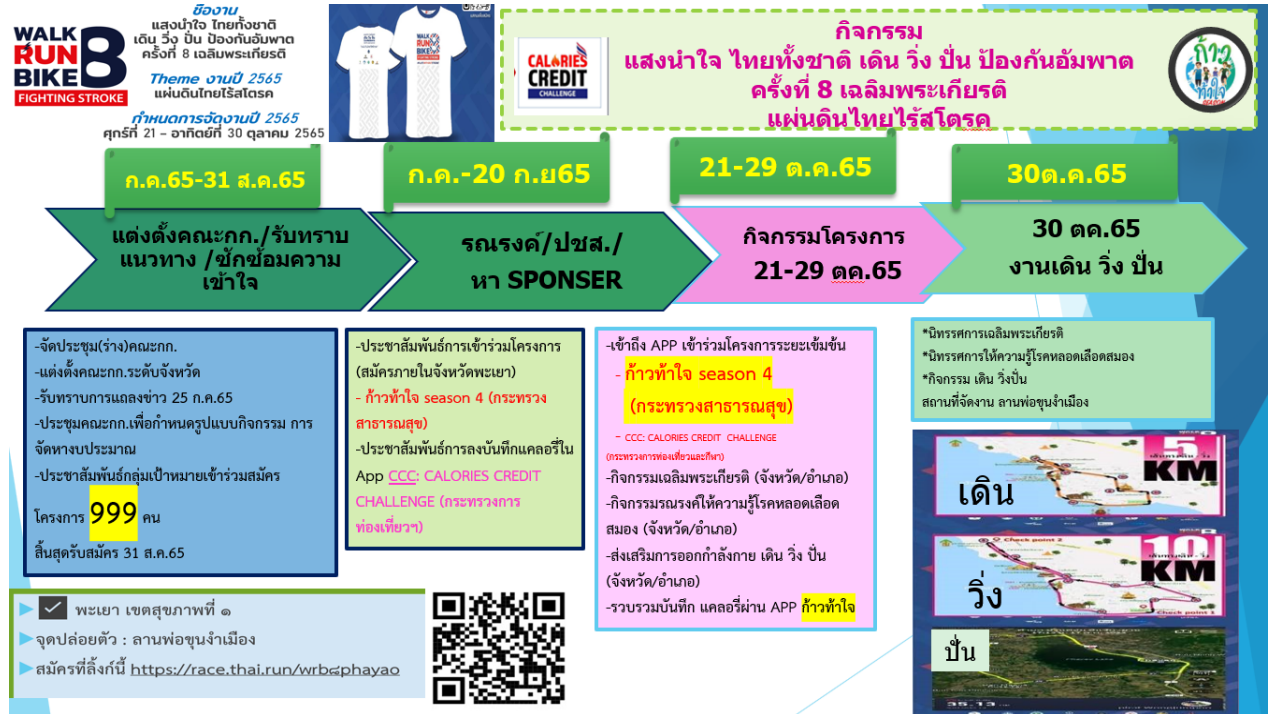 WALK
RUN
BIKE
8
FIGHTING STROKE
ชื่องาน
แสงนำใจ ไทยทั้งชาติ
เดิน วิ่ง ปั่น ป้องกันอัมพาต
ครั้งที่ 8 เฉลิมพระเกียรติ
Theme งานปี 2565
แผ่นดินไทยไร้สโตรค
กำหนดการจัดงานปี 2565
ศุกร์ที่ 21 – อาทิตย์ที่ 30 ตุลาคม 2565
CALORIES
CREDIT
CHALLENGE
กิจกรรม
แสงนำใจ ไทยทั้งชาติ เดิน วิ่ง ปั่น ป้องกันอัมพาต
ครั้งที่ 8 เฉลิมพระเกียรติ
แผ่นดินไทยไร้สโตรค
ก้าว
ท้าใจ
ก.ค.65-31 ส.ค.65
ก.ค.-20 ก.ย65
21-29 ต.ค.65
30ต.ค.65
แต่งตั้งคณะกก./รับทราบ
แนวทาง /ซักซ้อมความ
เข้าใจ
รณรงค์/ปชส./
หา SPONSER
กิจกรรมโครงการ
21-29 ตค.65
30 ตค.65
งานเดิน วิ่ง ปั่น
-จัดประชุม(ร่าง)คณะกก.
-แต่งตั้งคณะกก.ระดับจังหวัด
-รับทราบการแถลงข่าว 25 ก.ค.65
-ประชุมคณะกก.เพื่อกำหนดรูปแบบกิจกรรม การ
จัดหางบประมาณ
-ประชาสัมพันธ์กลุ่มเป้าหมายเข้าร่วมสมัคร
โครงการ 999 คน
สิ้นสุดรับสมัคร 31 ส.ค.65
-ประชาสัมพันธ์การเข้าร่วมโครงการ
(สมัครภายในจังหวัดพะเยา)
- ก้าวท้าใจ season 4 (กระทรวง
สาธารณสุข)
-ประชาสัมพันธ์การลงบันทึกแคลอรี่ใน
App CCC: CALORIES CREDIT
CHALLENGE (กระทรวงการ
ท่องเที่ยวฯ)
-เข้าถึง APP เข้าร่วมโครงการระยะเข้มข้น
- ก้าวท้าใจ season 4
(กระทรวงสาธารณสุข)
- CCC: CALORIES CREDIT CHALLENGE
(กระทรวงการท่องเที่ยวและกีฬา)
-กิจกรรมเฉลิมพระเกียรติ (จังหวัด/อำเภอ)
-กิจกรรมรณรงค์ให้ความรู้โรคหลอดเลือด
สมอง (จังหวัด/อำเภอ)
-ส่งเสริมการออกกำลังกาย เดิน วิ่ง ปั่น
(จังหวัด/อำเภอ)
-รวบรวมบันทึก แคลอรี่ผ่าน APP ก้าวท้าใจ
*นิทรรศการเฉลิมพระเกียรติ
*นิทรรศการให้ความรู้โรคหลอดเลือดสมอง
*กิจกรรม เดิน วิ่งปั่น
สถานที่จัดงาน ลานพ่อขุนงำเมือง
5
KM
เดิน
Check point 2
เส้นทางเดิน - วิ่ง
10
KM
วิ่ง
Check point 1
ปั่น
35.13
พะเยา เขตสุขภาพที่ ๑
จุดปล่อยตัว : ลานพ่อขุนงำเมือง
สมัครที่ลิ้งก์นี้ https://race.thai.run/wrb๘phayao